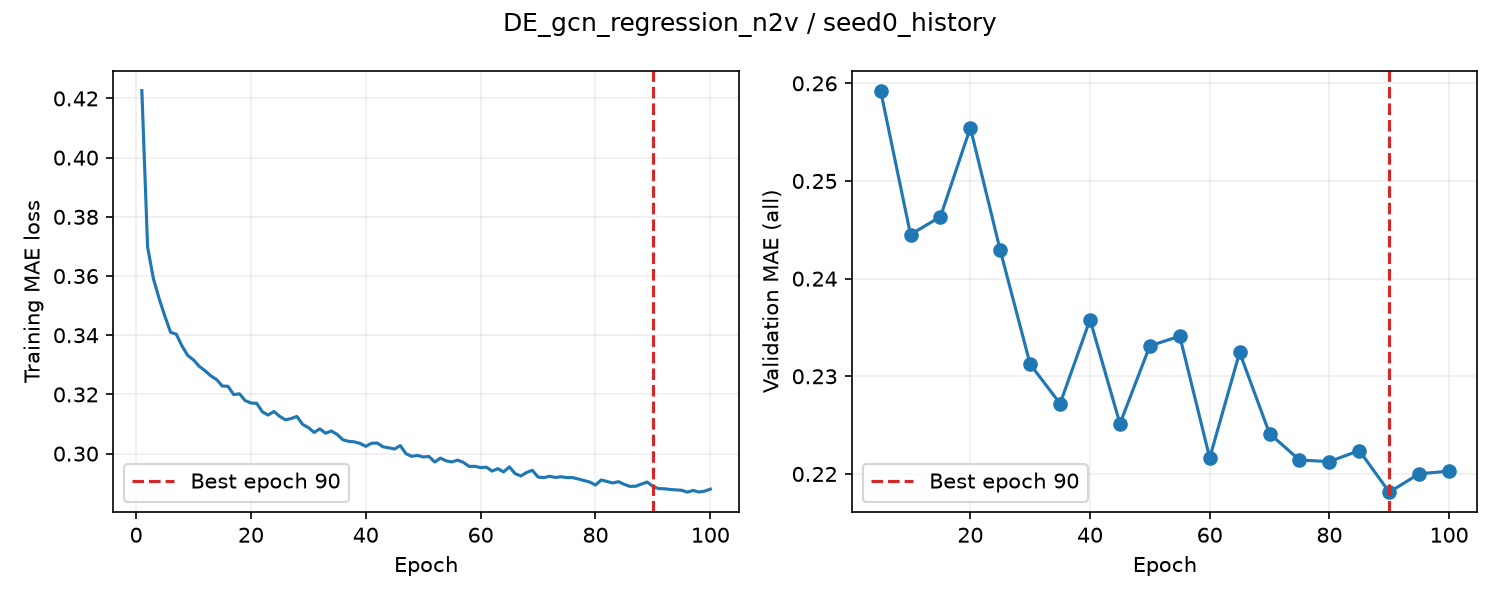 DE_gcn_regression_n2v / seed0_history
Training MAE loss
0.42
0.40
0.38
0.36
0.34
0.32
0.30
Best epoch 90
0 20 40 60 80 100
Epoch
Validation MAE (all)
0.26
0.25
0.24
0.23
0.22
Best epoch 90
20 40 60 80 100
Epoch